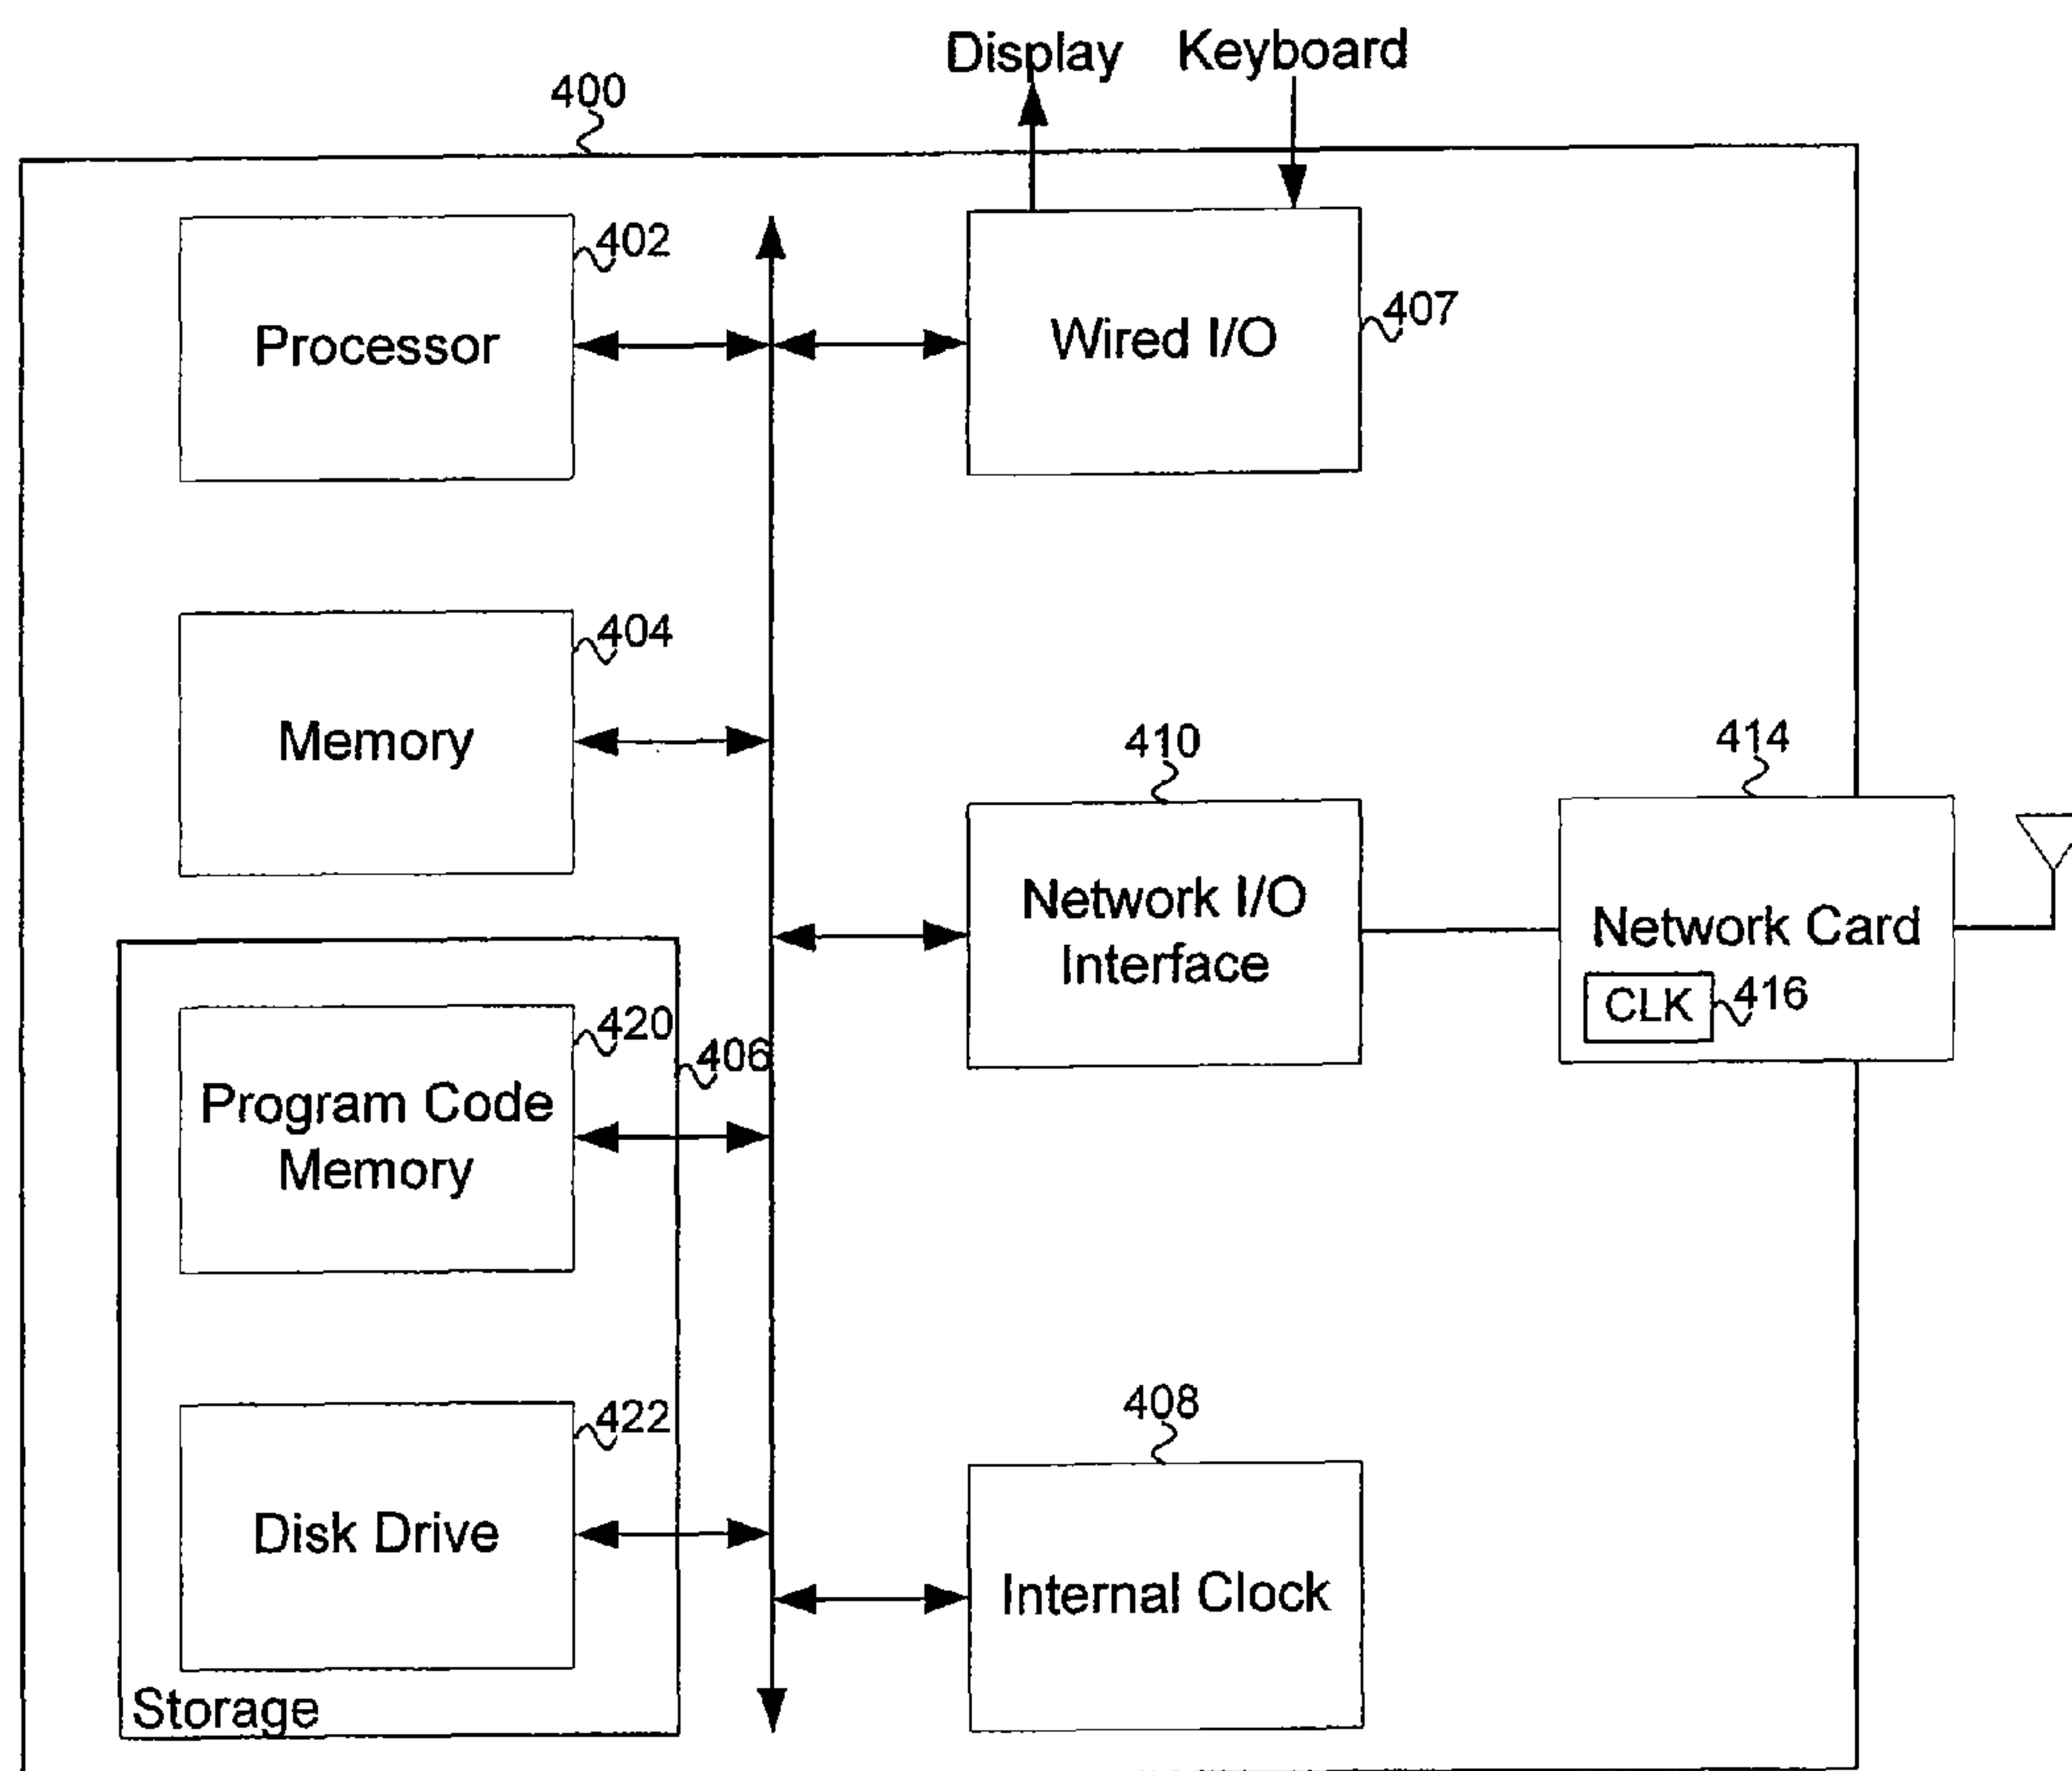 Display Keyboard
400
402
Processor
407
Wired I/O
404
Memory
410
414
Network I/O
Interface
Network Card
CLK
416
420
406
Program Code
Memory
408
422
Disk Drive
Internal Clock
Storage